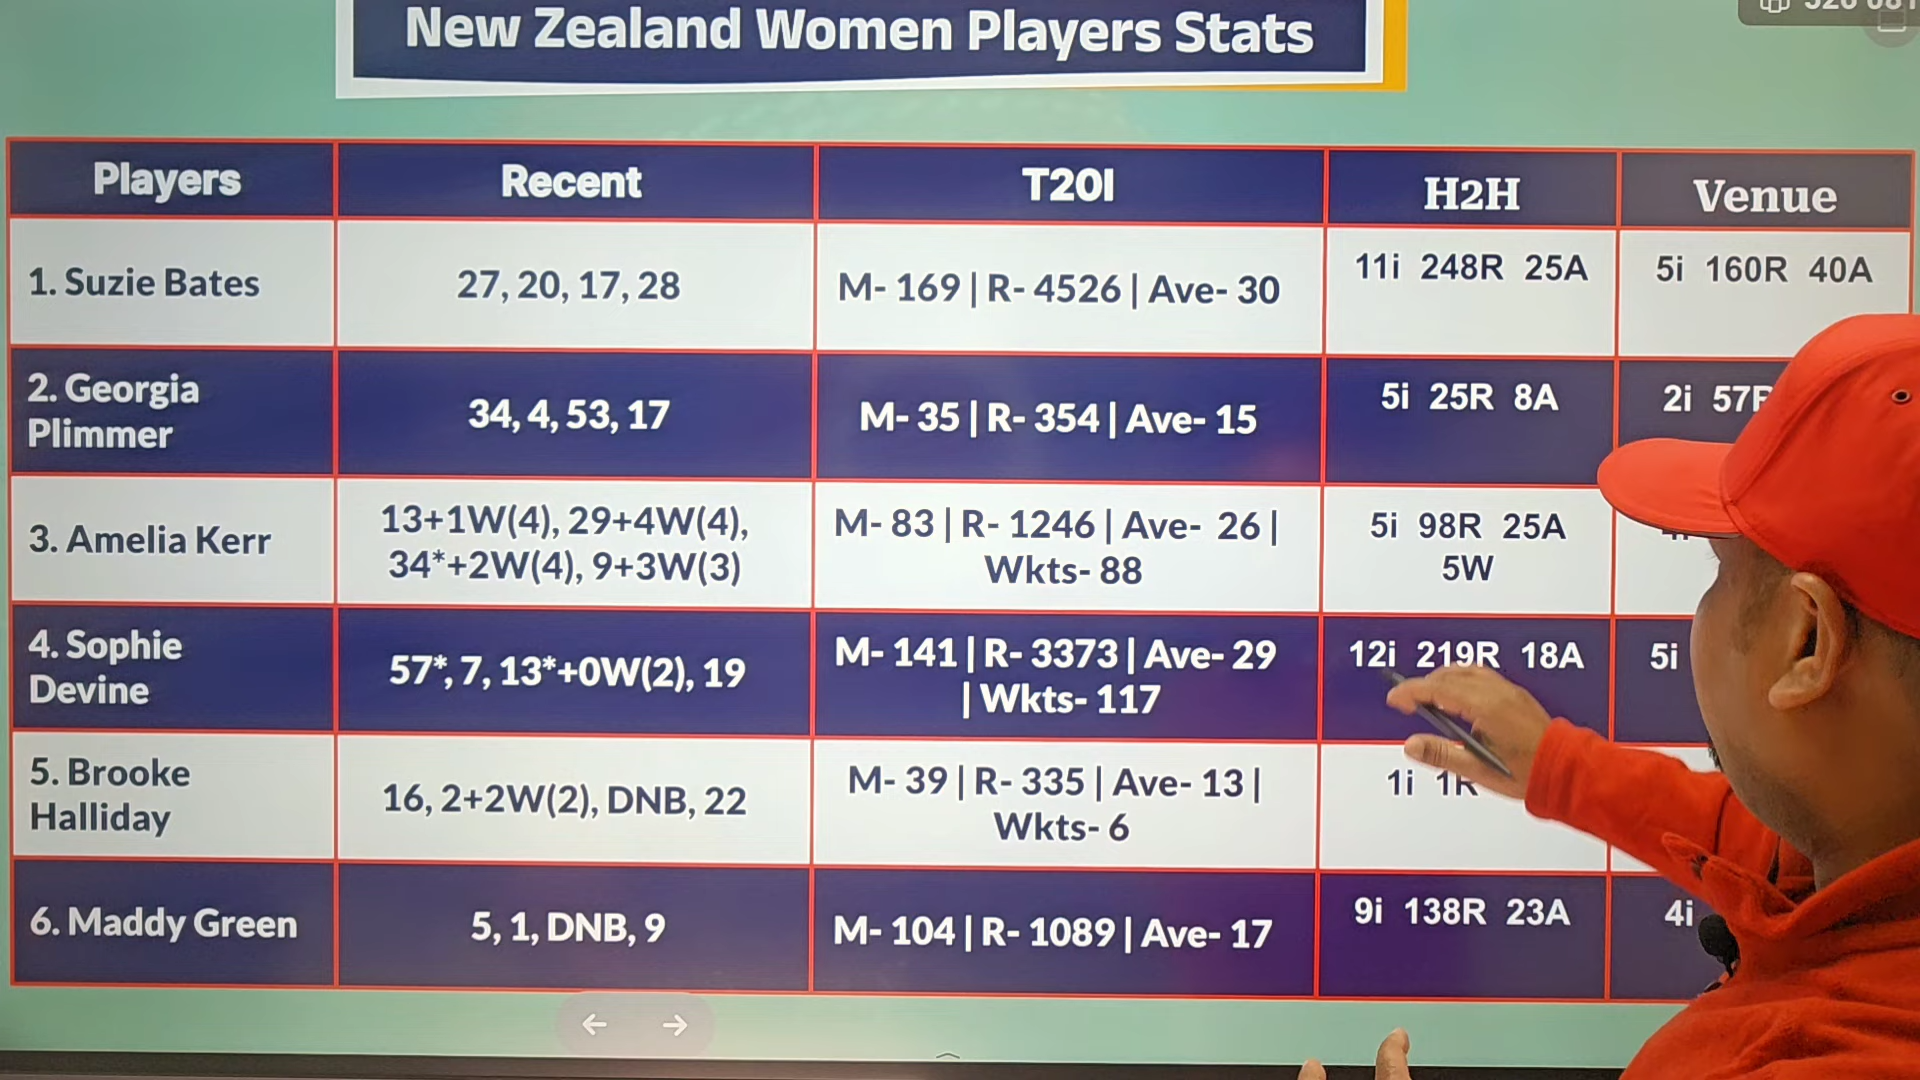 New Zealand Women Players Stats
Players Recent T20I H2H Venue
1. Suzie Bates
27, 20, 17, 28
M- 169 | R- 4526 | Ave- 30
11i 248R 25A
5i 160R 40A
2. Georgia
Plimmer
34, 4, 53, 17
M- 35 | R- 354 | Ave- 15
5i 25R 8A
2i 57R
3. Amelia Kerr
13+1W(4), 29+4W(4),
34*+2W(4), 9+3W(3)
M- 83 | R- 1246 | Ave- 26 |
Wkts- 88
5i 98R 25A
5W
4. Sophie
Devine
57*, 7, 13*+0W(2), 19
M- 141 | R- 3373 | Ave- 29
| Wkts- 117
12i 219R 18A
5i
5. Brooke
Halliday
16, 2+2W(2), DNB, 22
M- 39 | R- 335 | Ave- 13 |
Wkts- 6
1i 1R
6. Maddy Green
5, 1, DNB, 9
M- 104 | R- 1089 | Ave- 17
9i 138R 23A
4i